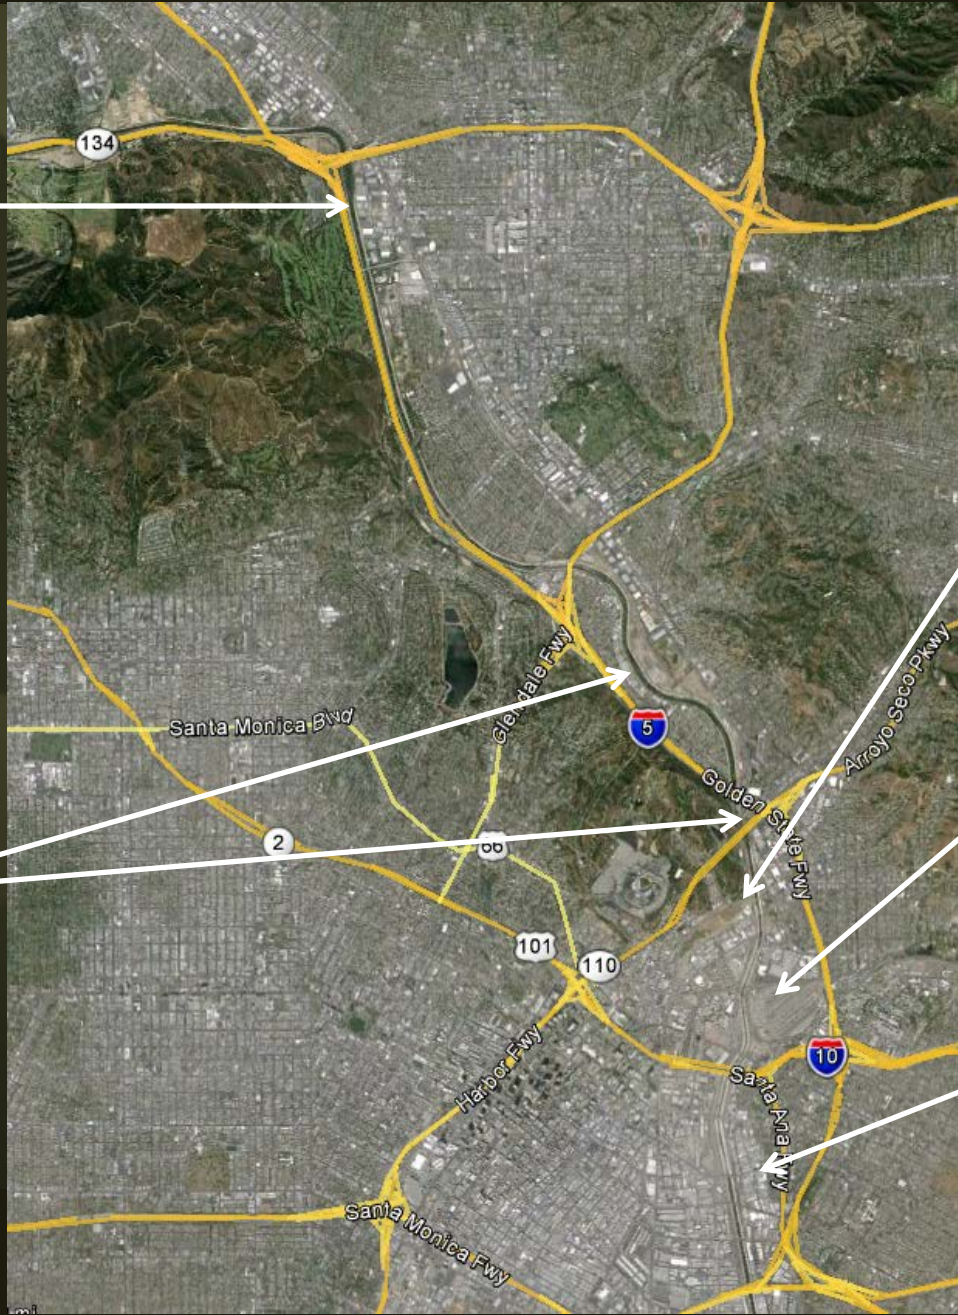 134
Glendale Fwy
Arroyo Seco Pkwy
Santa Monica Blvd
5
Golden State Fwy
2
66
101
110
10
Harbor Fwy
Santa Ana Fwy
Santa Monica Fwy
mi